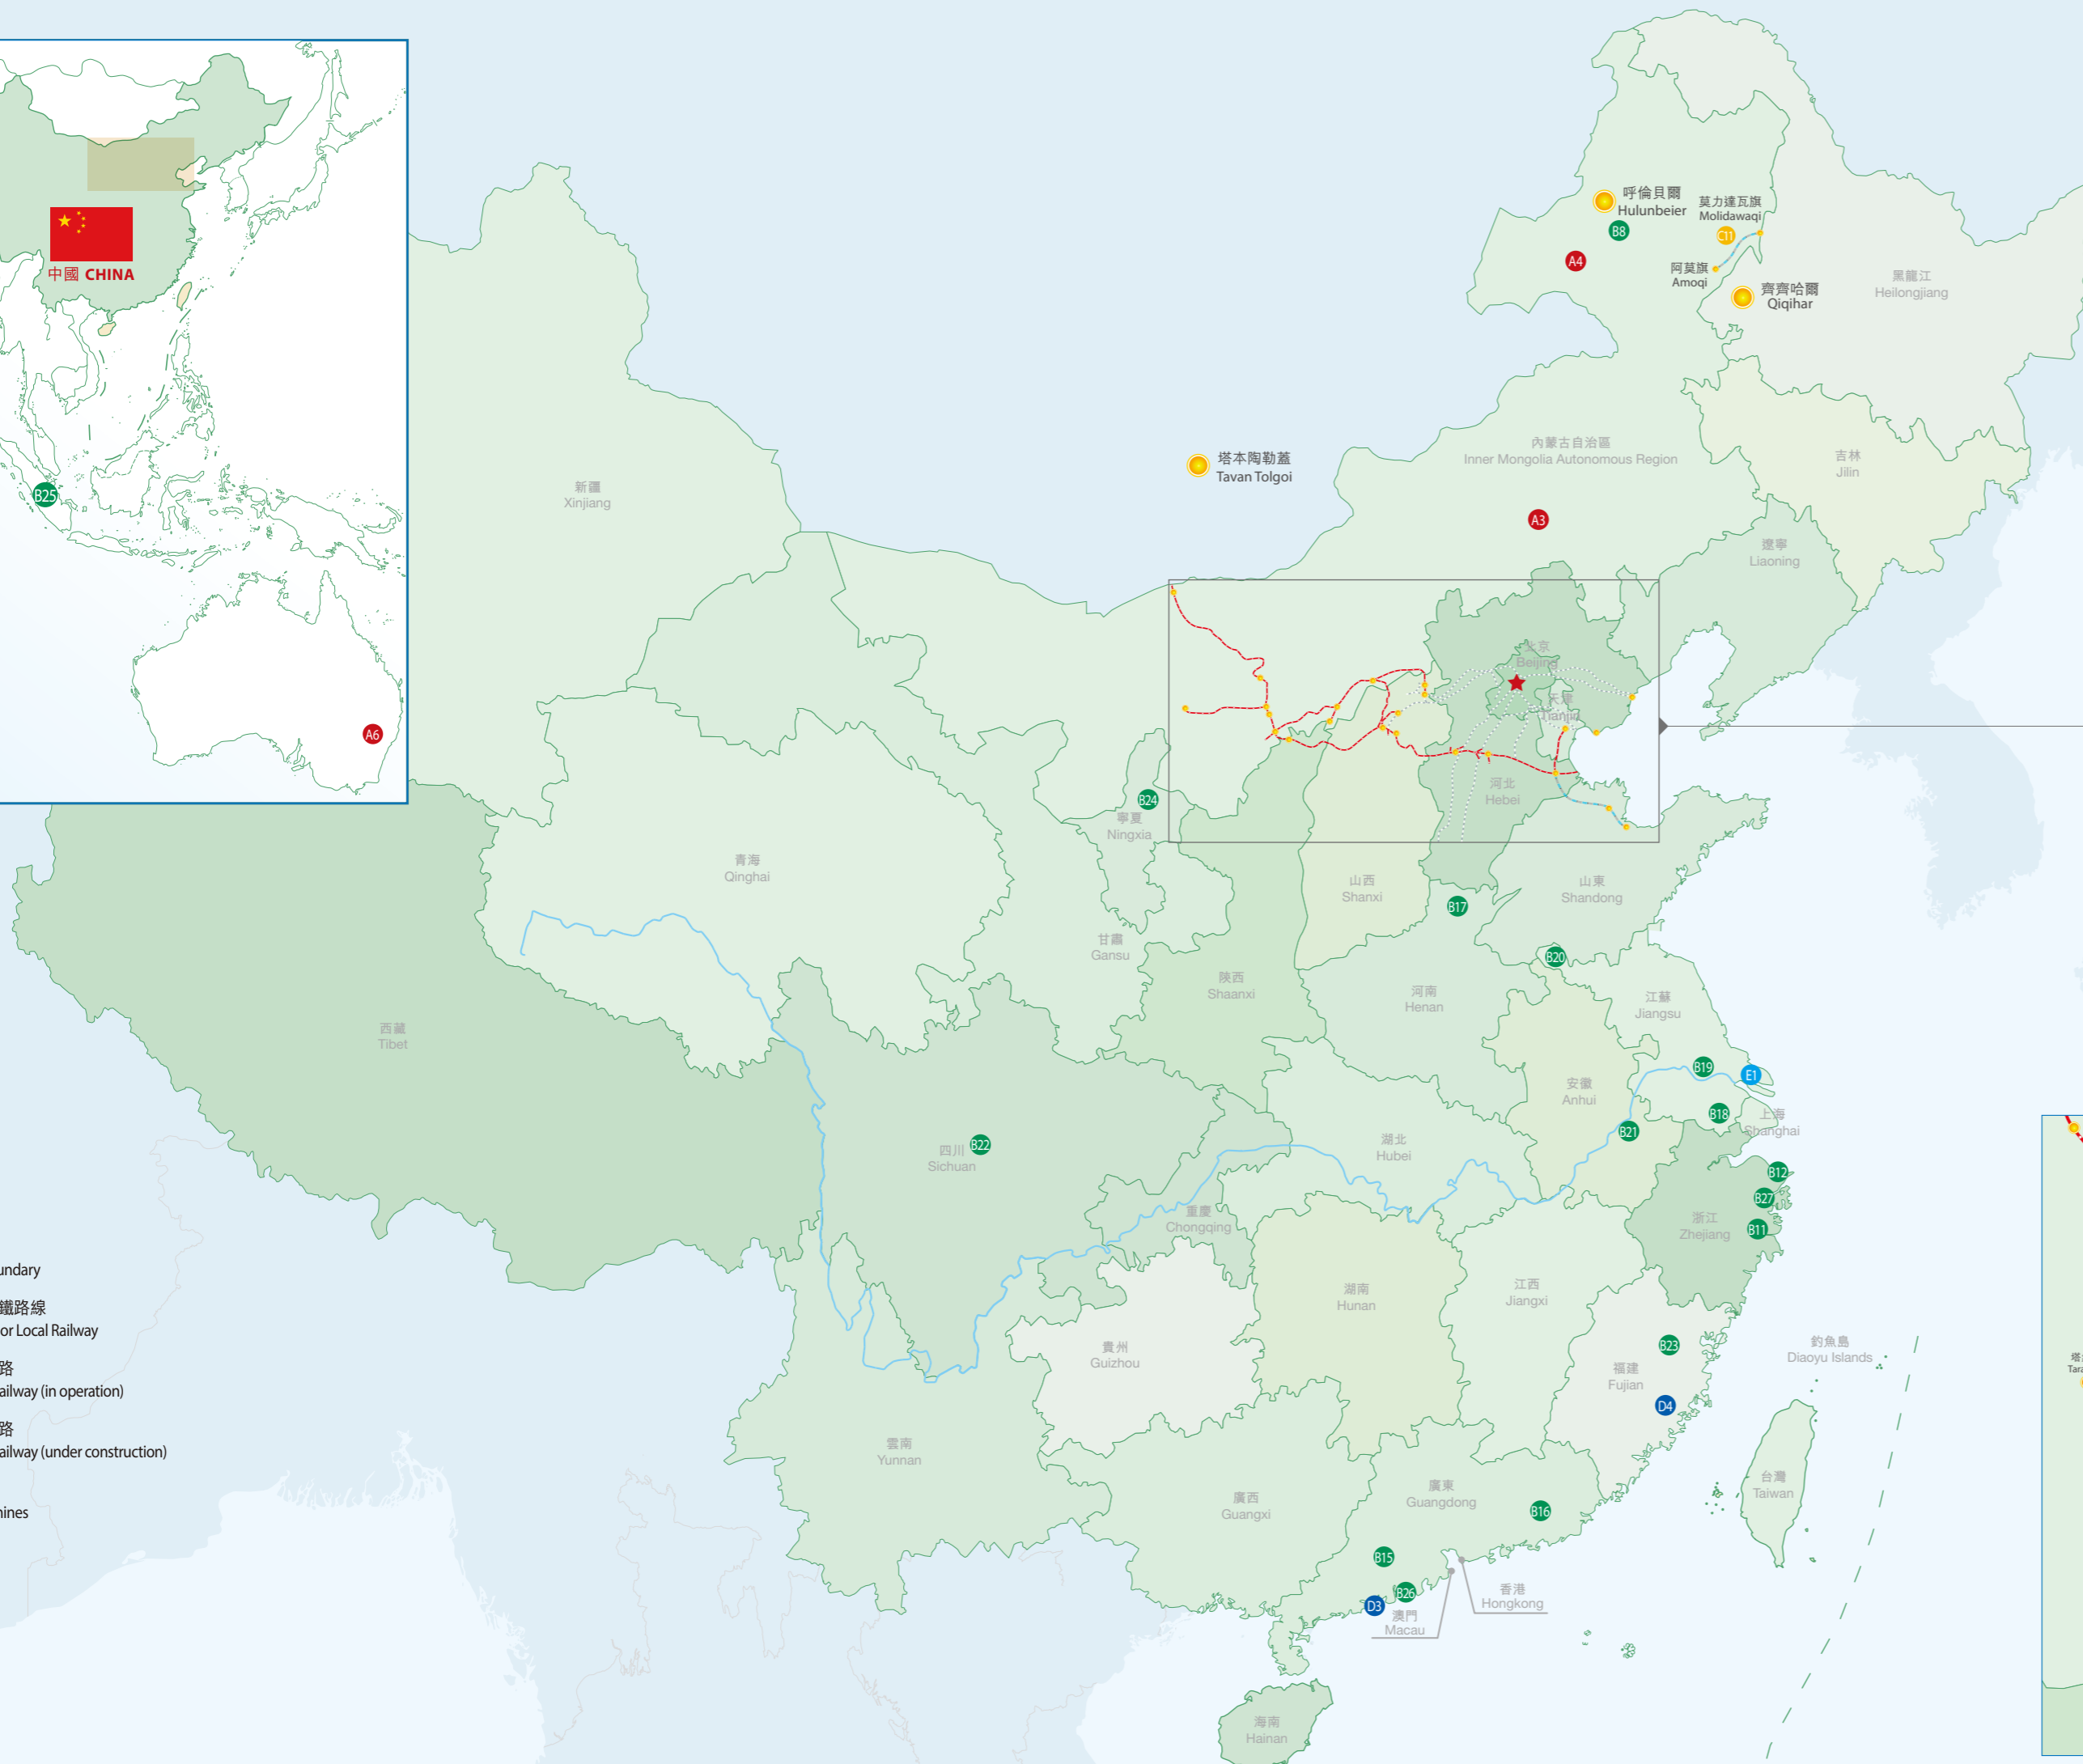 中國 CHINA
B25
A6
呼倫貝爾
Hulunbeier
B8
A4
莫力達瓦旗
Molidawaqi
C11
阿莫旗
Amoqi
齊齊哈爾
Qiqihar
黑龍江
Heilongjiang
內蒙古自治區
Inner Mongolia Autonomous Region
吉林
Jilin
塔本陶勒蓋
Tavan Tolgoi
新疆
Xinjiang
A3
遼寧
Liaoning
北京
Beijing
天津
Tianjin
河北
Hebei
B24
寧夏
Ningxia
青海
Qinghai
山西
Shanxi
山東
Shandong
B17
甘肅
Gansu
B20
陝西
Shaanxi
河南
Henan
江蘇
Jiangsu
西藏
Tibet
B19
E1
安徽
Anhui
B18
上海
Shanghai
B21
四川
Sichuan
B22
湖北
Hubei
B12
B27
B11
重慶
Chongqing
浙江
Zhejiang
湖南
Hunan
江西
Jiangxi
貴州
Guizhou
B23
福建
Fujian
D4
釣魚島
Diaoyu Islands
雲南
Yunnan
廣西
Guangxi
廣東
Guangdong
台灣
Taiwan
B16
B15
B26
D3
香港
Hongkong
澳門
Macau
海南
Hainan
undary
鐵路線
or Local Railway
路
ailway (in operation)
路
ailway (under construction)
nines
塔
Tara